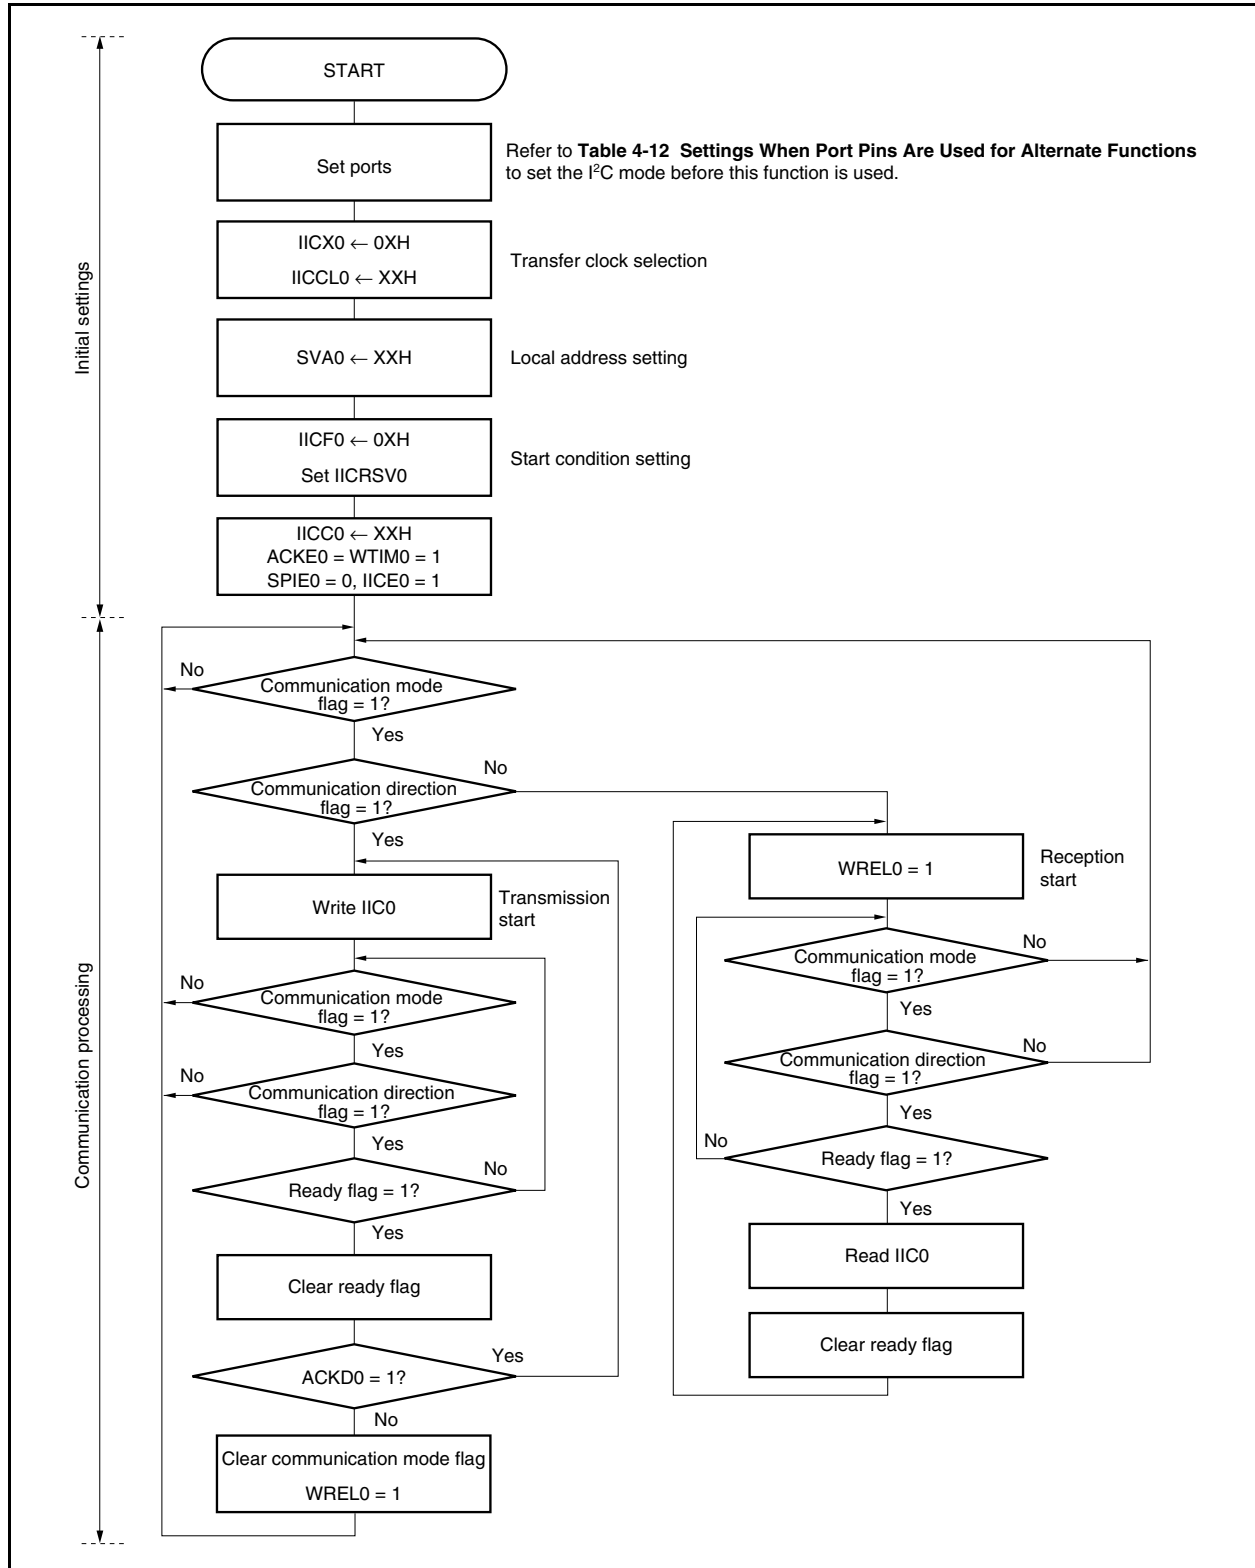 START
Set ports
Refer to Table 4-12 Settings When Port Pins Are Used for Alternate Functions
to set the I²C mode before this function is used.
IICX0 ← 0XH
IICCL0 ← XXH
Transfer clock selection
Initial settings
SVA0 ← XXH
Local address setting
IICF0 ← 0XH
Set IICRSV0
Start condition setting
IICC0 ← XXH
ACKE0 = WTIM0 = 1
SPIE0 = 0, IICE0 = 1
No
Communication mode
flag = 1?
Yes
No
Communication direction
flag = 1?
Yes
Write IIC0
Transmission
start
No
Communication mode
flag = 1?
Yes
No
Communication direction
flag = 1?
Yes
Ready flag = 1?
No
Yes
Clear ready flag
ACKD0 = 1?
Yes
No
Clear communication mode flag
WREL0 = 1
Communication processing
WREL0 = 1
Reception
start
Communication mode
flag = 1?
No
Yes
Communication direction
flag = 1?
No
Yes
No
Ready flag = 1?
Yes
Read IIC0
Clear ready flag